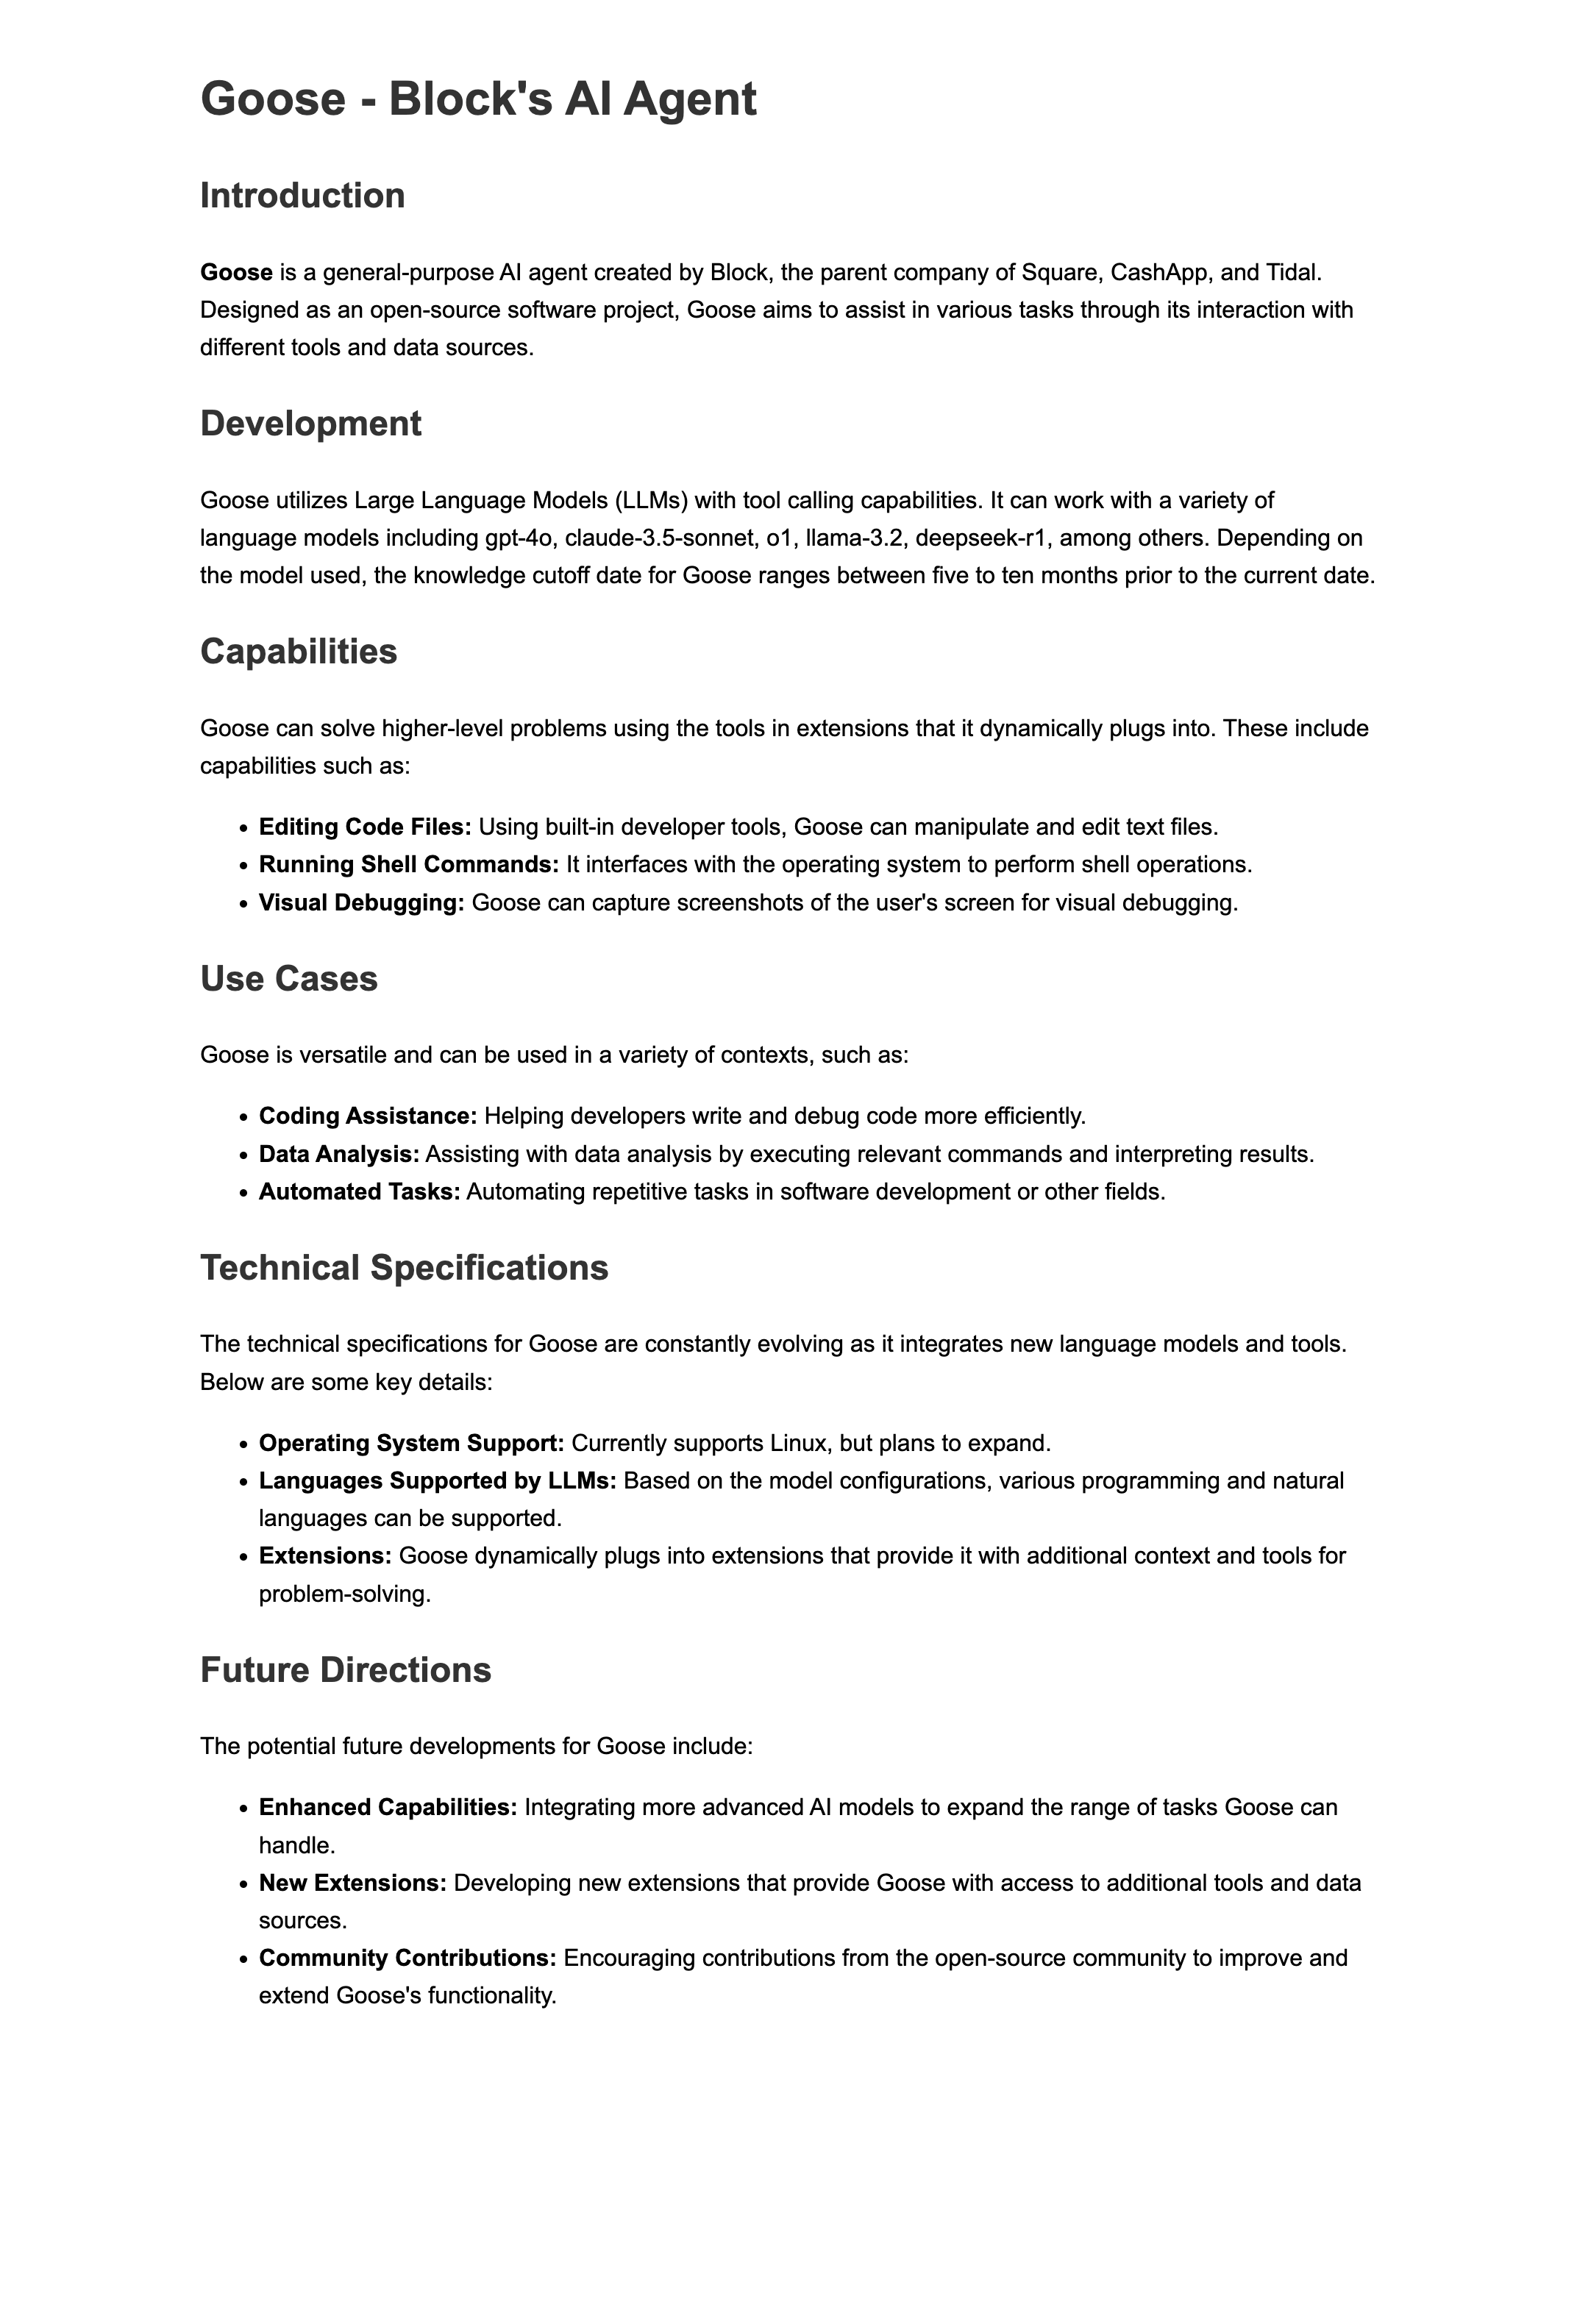 Goose - Block's AI Agent
Introduction
Goose is a general-purpose AI agent created by Block, the parent company of Square, CashApp, and Tidal.
Designed as an open-source software project, Goose aims to assist in various tasks through its interaction with
different tools and data sources.
Development
Goose utilizes Large Language Models (LLMs) with tool calling capabilities. It can work with a variety of
language models including gpt-4o, claude-3.5-sonnet, o1, llama-3.2, deepseek-r1, among others. Depending on
the model used, the knowledge cutoff date for Goose ranges between five to ten months prior to the current date.
Capabilities
Goose can solve higher-level problems using the tools in extensions that it dynamically plugs into. These include
capabilities such as:
• Editing Code Files: Using built-in developer tools, Goose can manipulate and edit text files.
• Running Shell Commands: It interfaces with the operating system to perform shell operations.
• Visual Debugging: Goose can capture screenshots of the user's screen for visual debugging.
Use Cases
Goose is versatile and can be used in a variety of contexts, such as:
• Coding Assistance: Helping developers write and debug code more efficiently.
• Data Analysis: Assisting with data analysis by executing relevant commands and interpreting results.
• Automated Tasks: Automating repetitive tasks in software development or other fields.
Technical Specifications
The technical specifications for Goose are constantly evolving as it integrates new language models and tools.
Below are some key details:
• Operating System Support: Currently supports Linux, but plans to expand.
• Languages Supported by LLMs: Based on the model configurations, various programming and natural
languages can be supported.
• Extensions: Goose dynamically plugs into extensions that provide it with additional context and tools for
problem-solving.
Future Directions
The potential future developments for Goose include:
• Enhanced Capabilities: Integrating more advanced AI models to expand the range of tasks Goose can
handle.
• New Extensions: Developing new extensions that provide Goose with access to additional tools and data
sources.
• Community Contributions: Encouraging contributions from the open-source community to improve and
extend Goose's functionality.